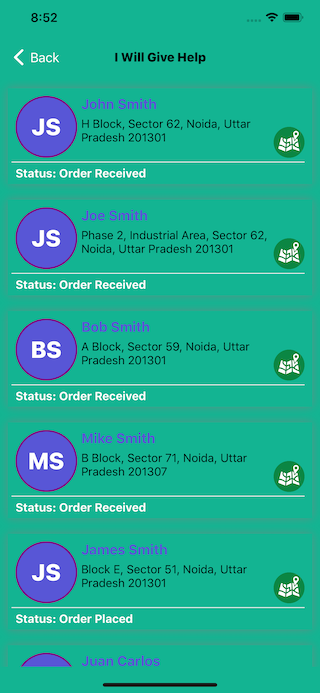 8:52
Back
I Will Give Help
JS
John Smith
H Block, Sector 62, Noida, Uttar
Pradesh 201301
Status: Order Received
JS
Joe Smith
Phase 2, Industrial Area, Sector 62,
Noida, Uttar Pradesh 201301
Status: Order Received
BS
Bob Smith
A Block, Sector 59, Noida, Uttar
Pradesh 201301
Status: Order Received
MS
Mike Smith
B Block, Sector 71, Noida, Uttar
Pradesh 201307
Status: Order Received
JS
James Smith
Block E, Sector 51, Noida, Uttar
Pradesh 201301
Status: Order Placed
Juan Carlos